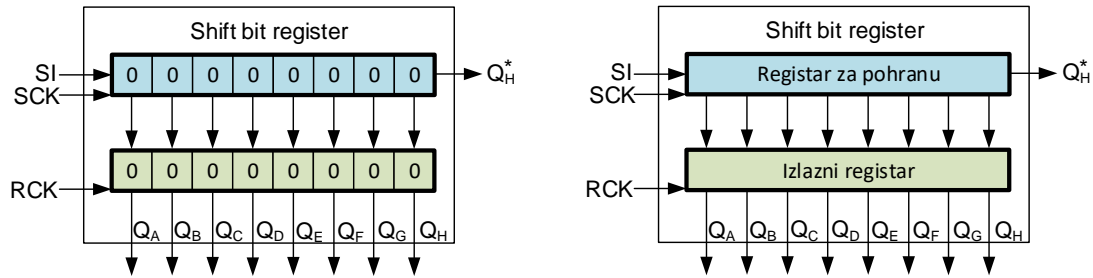 Shift bit register
SI
SCK
0 0 0 0 0 0 0 0
Q*H
RCK
0 0 0 0 0 0 0 0
QA QB QC QD QE QF QG QH
Shift bit register
SI
SCK
Registar za pohranu
Q*H
RCK
Izlazni registar
QA QB QC QD QE QF QG QH